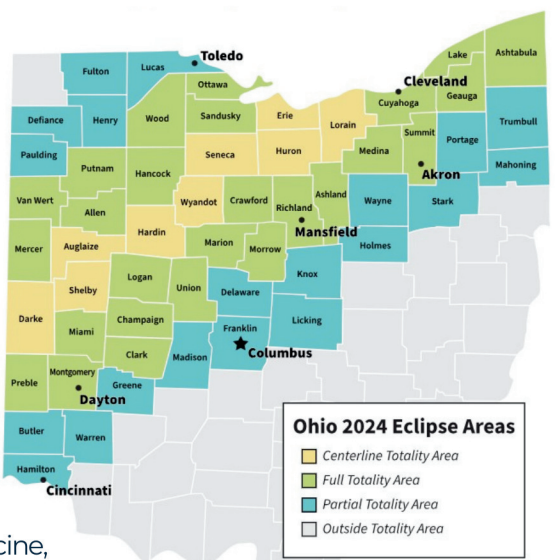 Toledo
Lake
Ashtabula
Fulton
Lucas
Ottawa
Cleveland
Geauga
Cuyahoga
Defiance
Henry
Wood
Sandusky
Erie
Lorain
Summit
Trumbull
Portage
Medina
Paulding
Seneca
Huron
Mahoning
Putnam
Hancock
Akron
Van Wert
Allen
Wyandot
Crawford
Richland
Ashland
Wayne
Stark
Mansfield
Mercer
Auglaize
Hardin
Marion
Morrow
Holmes
Logan
Union
Knox
Shelby
Delaware
Darke
Champaign
Licking
Miami
Franklin
Columbus
Clark
Madison
Preble
Montgomery
Greene
Dayton
Butler
Warren
Hamilton
Cincinnati
Ohio 2024 Eclipse Areas
Centerline Totality Area
Full Totality Area
Partial Totality Area
Outside Totality Area
cine,